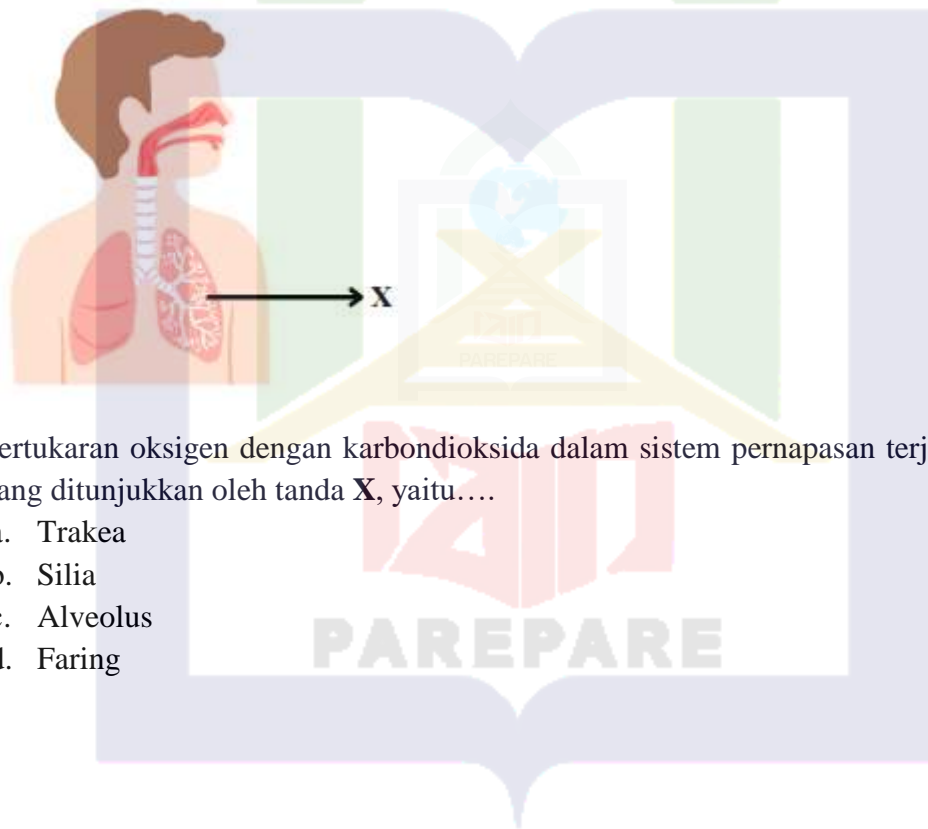 X
PAREPARE
ertukaran oksigen dengan karbondioksida dalam sistem pernapasan terj
ang ditunjukkan oleh tanda X, yaitu….
a. Trakea
b. Silia
c. Alveolus
d. Faring
PAREPARE